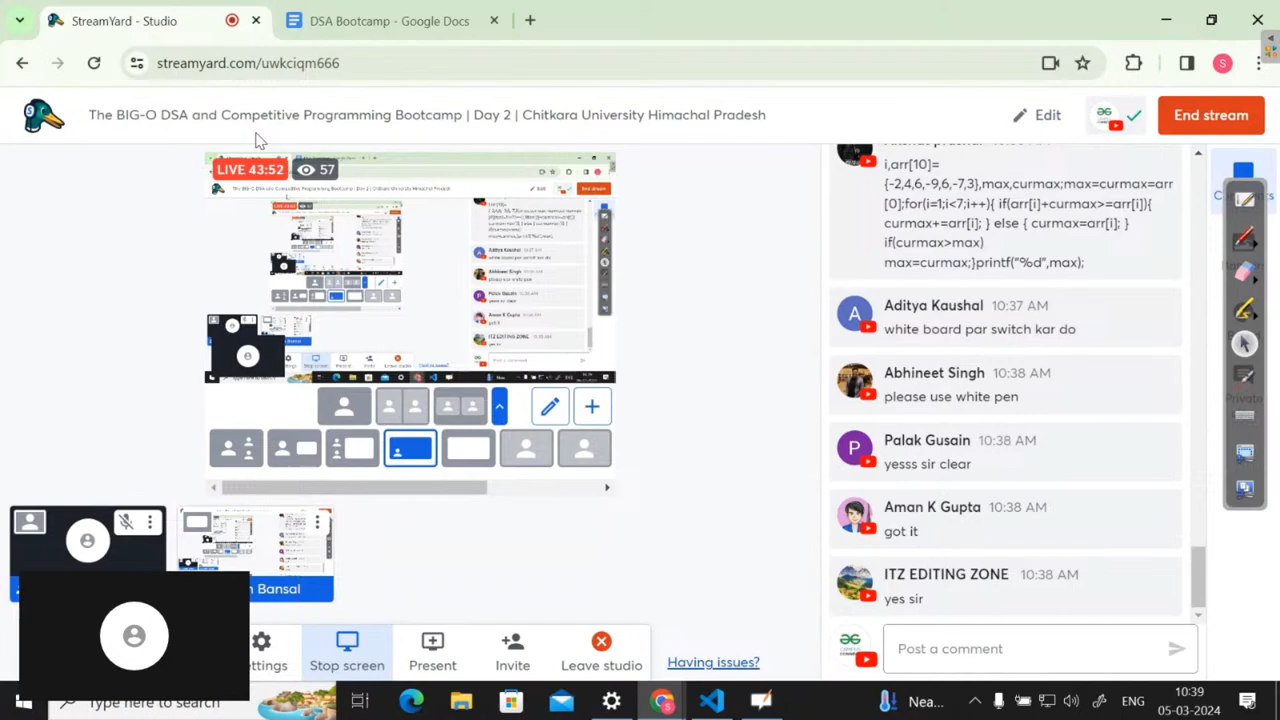 StreamYard - Studio
DSA Bootcamp - Google Docs
streamyard.com/uwkciqm666
S
The BIG-O DSA and Competitive Programming Bootcamp | Day 2 | Chitkara University Himachal Pradesh
Edit
End stream
LIVE 43:52
57
i,arr[10]=
{-2,4,6,-9,6,-7,3},max,curmax;max=curmax=arr
[0];for(i=1;i<7;i++){ if(arr[i]+curmax>=arr[i]){
curmax+=arr[i]; } else { curmax=arr[i]; }
if(curmax>max)
max=curmax;}printf("%d",max);
A
Aditya Kaushal 10:37 AM
white board par switch kar do
Abhineet Singh 10:38 AM
please use white pen
P
Palak Gusain 10:38 AM
yesss sir clear
Aman K Gupta 10:38 AM
got it
ITZ EDITING ZONE 10:38 AM
yes sir
Private
Bansal
Stop screen
Present
Invite
Leave studio
Having issues?
Post a comment
Type here to search
Nea...
ENG
10:39
05-03-2024